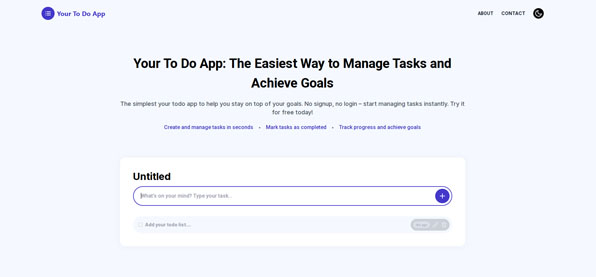 Your To Do App
ABOUT
CONTACT
Your To Do App: The Easiest Way to Manage Tasks and
Achieve Goals
The simplest your todo app to help you stay on top of your goals. No signup, no login – start managing tasks instantly. Try it
for free today!
Create and manage tasks in seconds • Mark tasks as completed • Track progress and achieve goals
Untitled
What's on your mind? Type your task..
Add your todo list...